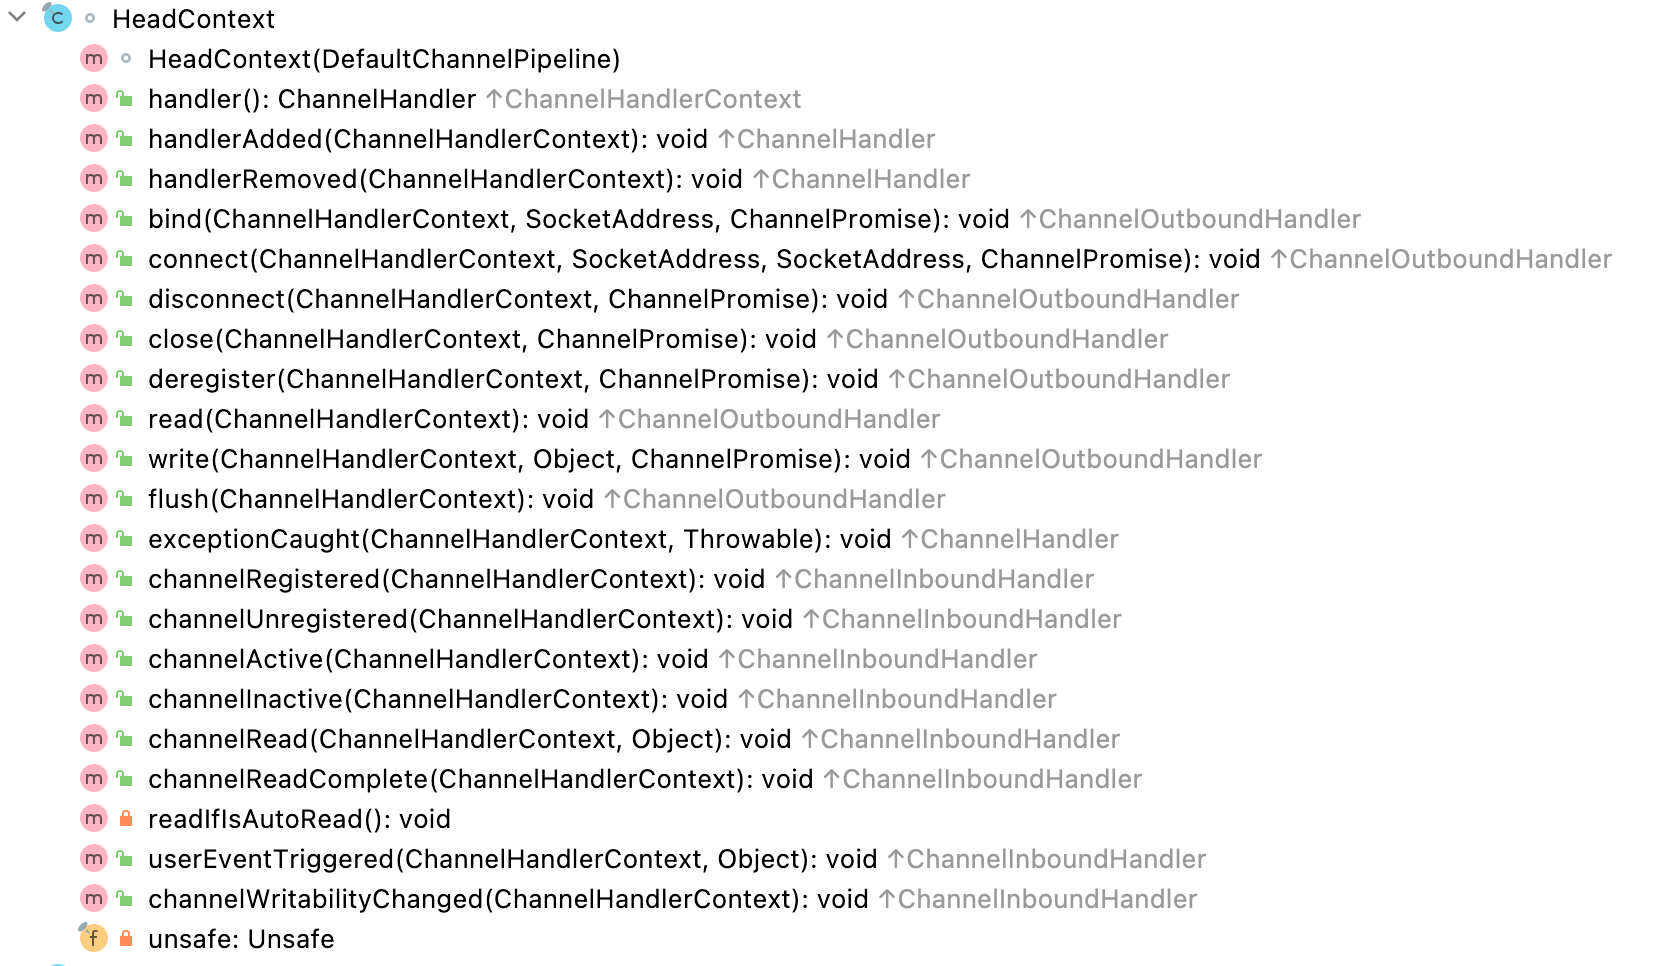 HeadContext
HeadContext(DefaultChannelPipeline)
handler(): ChannelHandler ↑ChannelHandlerContext
handlerAdded(ChannelHandlerContext): void ↑ChannelHandler
handlerRemoved(ChannelHandlerContext): void ↑ChannelHandler
bind(ChannelHandlerContext, SocketAddress, ChannelPromise): void ↑ChannelOutboundHandler
connect(ChannelHandlerContext, SocketAddress, SocketAddress, ChannelPromise): void ↑ChannelOutboundHandler
disconnect(ChannelHandlerContext, ChannelPromise): void ↑ChannelOutboundHandler
close(ChannelHandlerContext, ChannelPromise): void ↑ChannelOutboundHandler
deregister(ChannelHandlerContext, ChannelPromise): void ↑ChannelOutboundHandler
read(ChannelHandlerContext): void ↑ChannelOutboundHandler
write(ChannelHandlerContext, Object, ChannelPromise): void ↑ChannelOutboundHandler
flush(ChannelHandlerContext): void ↑ChannelOutboundHandler
exceptionCaught(ChannelHandlerContext, Throwable): void ↑ChannelHandler
channelRegistered(ChannelHandlerContext): void ↑ChannelInboundHandler
channelUnregistered(ChannelHandlerContext): void ↑ChannelInboundHandler
channelActive(ChannelHandlerContext): void ↑ChannelInboundHandler
channelInactive(ChannelHandlerContext): void ↑ChannelInboundHandler
channelRead(ChannelHandlerContext, Object): void ↑ChannelInboundHandler
channelReadComplete(ChannelHandlerContext): void ↑ChannelInboundHandler
readIfIsAutoRead(): void
userEventTriggered(ChannelHandlerContext, Object): void ↑ChannelInboundHandler
channelWritabilityChanged(ChannelHandlerContext): void ↑ChannelInboundHandler
unsafe: Unsafe